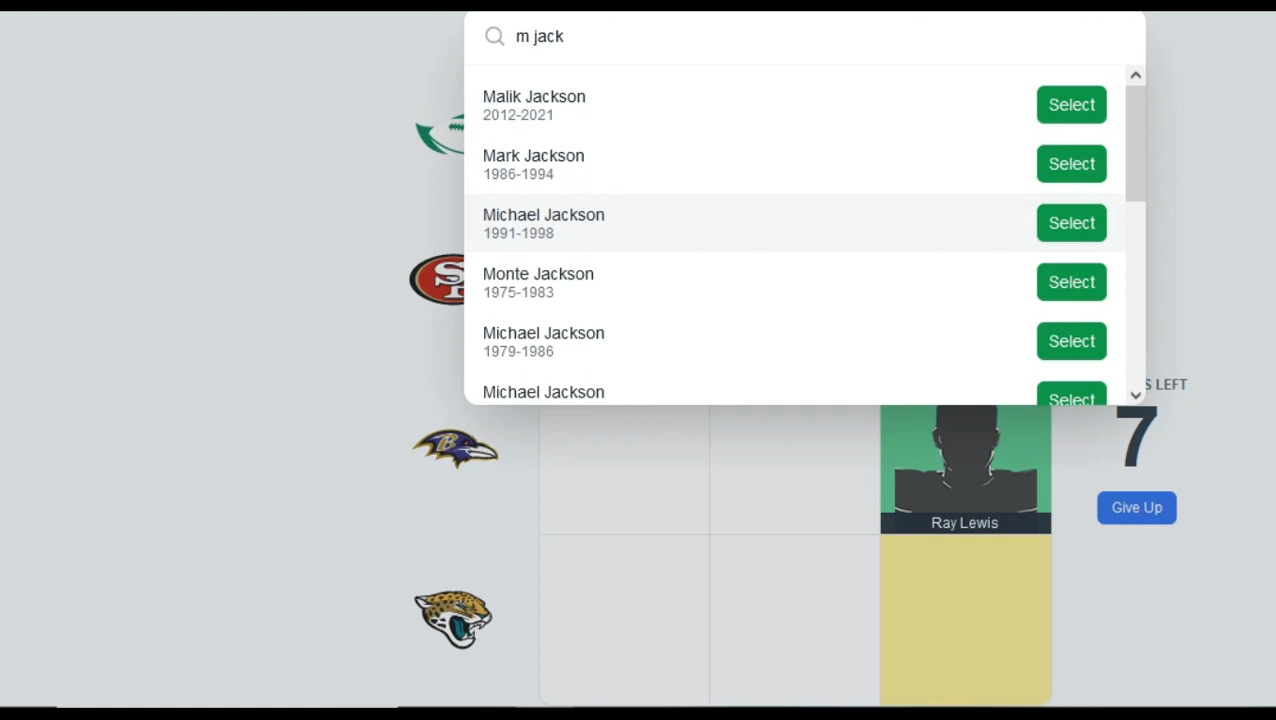 m jack
Malik Jackson
2012-2021
Select
Mark Jackson
1986-1994
Select
Michael Jackson
1991-1998
Select
Monte Jackson
1975-1983
Select
Michael Jackson
1979-1986
Select
Michael Jackson
Select
S LEFT
7
Give Up
Ray Lewis